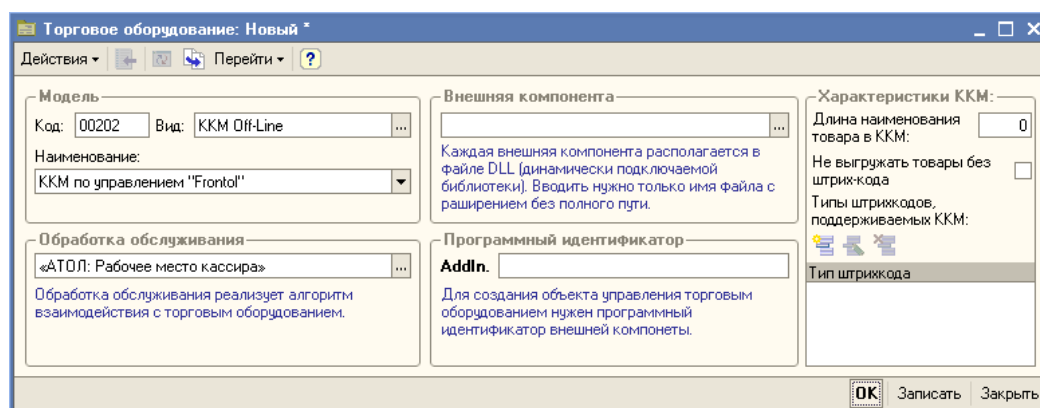 Торговое оборудование: Новый *
Действия Перейти ?
Модель
Код: 00202 Вид: ККМ Off-Line ...
Наименование:
ККМ по управлением "Frontol"
Обработка обслуживания
«АТОЛ: Рабочее место кассира» ...
Обработка обслуживания реализует алгоритм
взаимодействия с торговым оборудованием.
Внешняя компонента
...
Каждая внешняя компонента располагается в
файле DLL (динамически подключаемой
библиотеки). Вводить нужно только имя файла с
раширением без полного пути.
Программный идентификатор
AddIn.
Для создания объекта управления торговым
оборудованием нужен программный
идентификатор внешней компонеты.
Характеристики ККМ:
Длина наименования
товара в ККМ: 0
Не выгружать товары без
штрих-кода
Типы штрихкодов,
поддерживаемых ККМ:
Тип штрихкода
OK Записать Закрыть